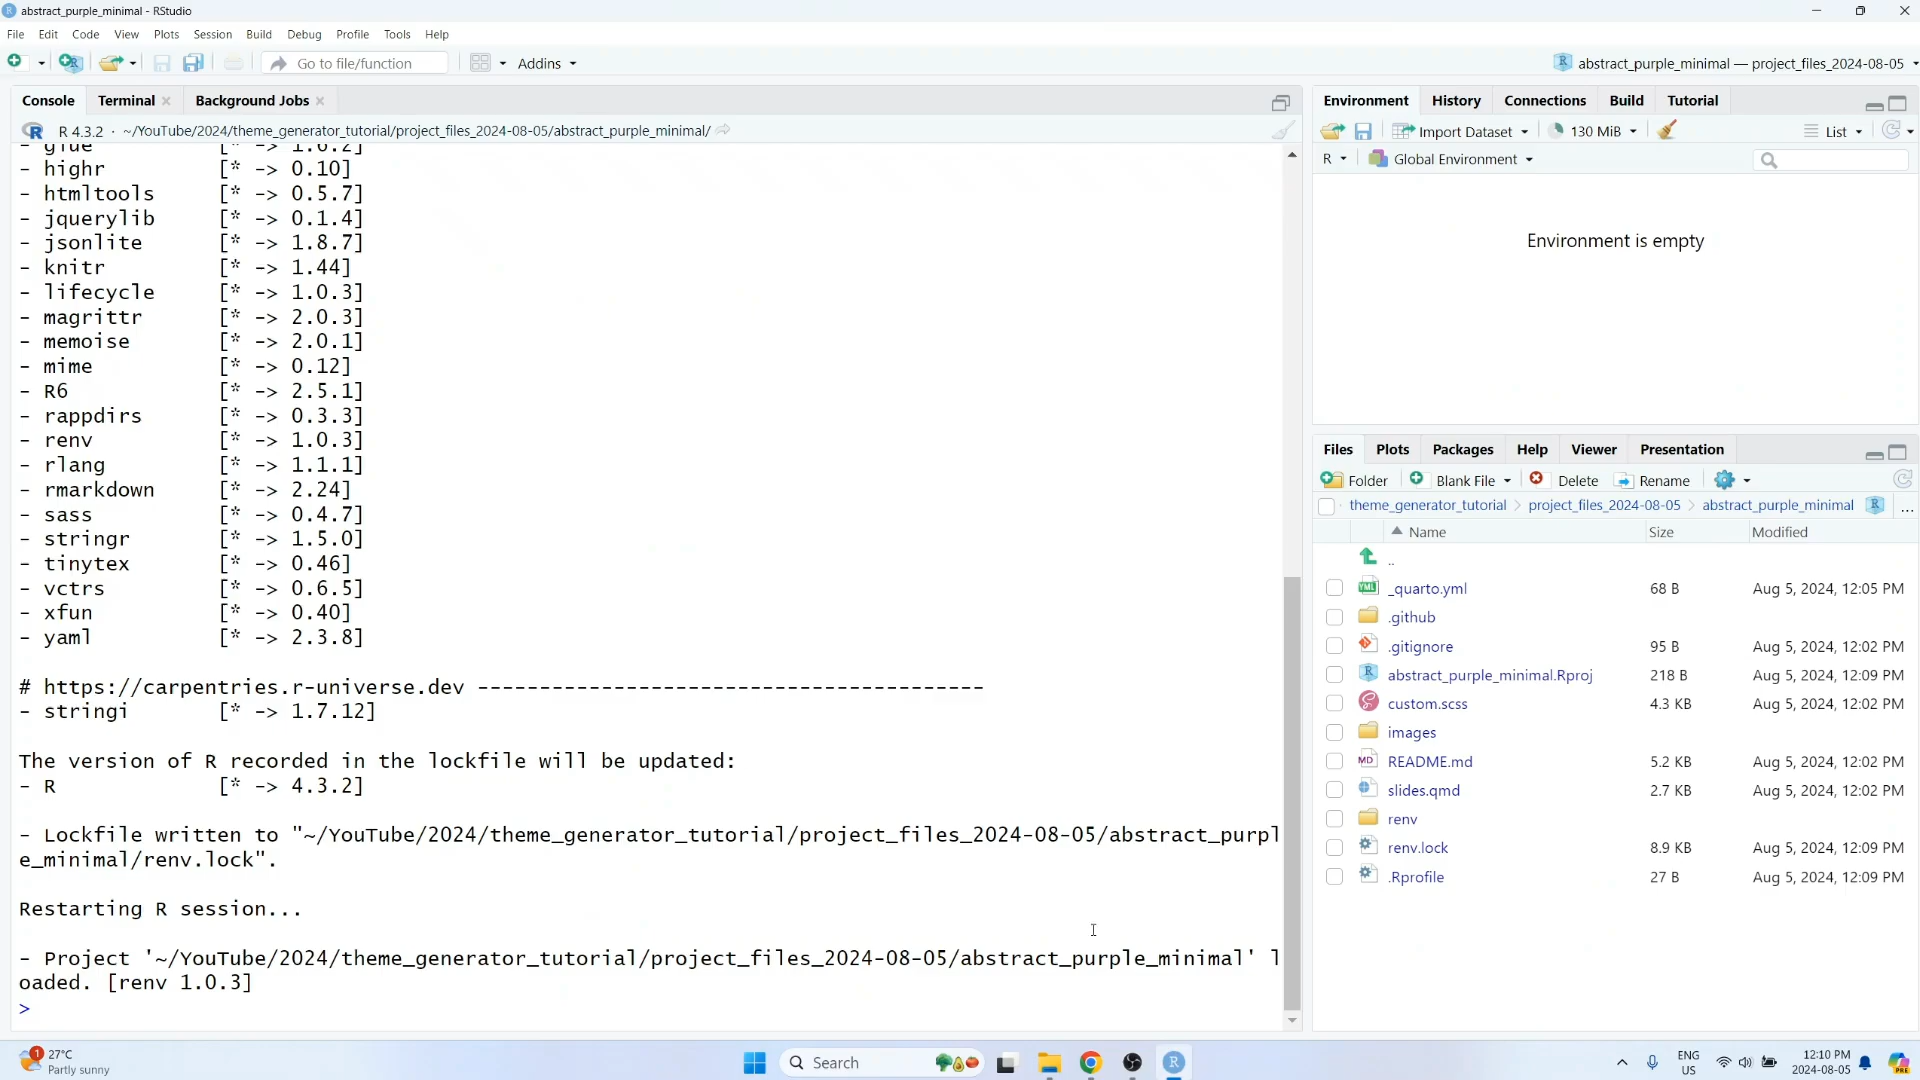 abstract_purple_minimal - RStudio
File Edit Code View Plots Session Build Debug Profile Tools Help
Go to file/function Addins abstract_purple_minimal — project_files_2024-08-05
Console Terminal Background Jobs
R 4.3.2 · ~/YouTube/2024/theme_generator_tutorial/project_files_2024-08-05/abstract_purple_minimal/
- glue [* -> 1.6.2]
- highr [* -> 0.10]
- htmltools [* -> 0.5.7]
- jquerylib [* -> 0.1.4]
- jsonlite [* -> 1.8.7]
- knitr [* -> 1.44]
- lifecycle [* -> 1.0.3]
- magrittr [* -> 2.0.3]
- memoise [* -> 2.0.1]
- mime [* -> 0.12]
- R6 [* -> 2.5.1]
- rappdirs [* -> 0.3.3]
- renv [* -> 1.0.3]
- rlang [* -> 1.1.1]
- rmarkdown [* -> 2.24]
- sass [* -> 0.4.7]
- stringr [* -> 1.5.0]
- tinytex [* -> 0.46]
- vctrs [* -> 0.6.5]
- xfun [* -> 0.40]
- yaml [* -> 2.3.8]
# https://carpentries.r-universe.dev -----------------------------------------
- stringi [* -> 1.7.12]
The version of R recorded in the lockfile will be updated:
- R [* -> 4.3.2]
- Lockfile written to "~/YouTube/2024/theme_generator_tutorial/project_files_2024-08-05/abstract_purpl
e_minimal/renv.lock".
Restarting R session...
- Project '~/YouTube/2024/theme_generator_tutorial/project_files_2024-08-05/abstract_purple_minimal' l
oaded. [renv 1.0.3]
>
Environment History Connections Build Tutorial
Import Dataset 130 MiB List
R Global Environment
Environment is empty
Files Plots Packages Help Viewer Presentation
Folder Blank File Delete Rename
theme_generator_tutorial project_files_2024-08-05 abstract_purple_minimal ...
Name Size Modified
..
_quarto.yml 68 B Aug 5, 2024, 12:05 PM
.github
.gitignore 95 B Aug 5, 2024, 12:02 PM
abstract_purple_minimal.Rproj 218 B Aug 5, 2024, 12:09 PM
custom.scss 4.3 KB Aug 5, 2024, 12:02 PM
images
README.md 5.2 KB Aug 5, 2024, 12:02 PM
slides.qmd 2.7 KB Aug 5, 2024, 12:02 PM
renv
renv.lock 8.9 KB Aug 5, 2024, 12:09 PM
.Rprofile 27 B Aug 5, 2024, 12:09 PM
1 27°C
Partly sunny
Search
ENG
US
12:10 PM
2024-08-05
PRE